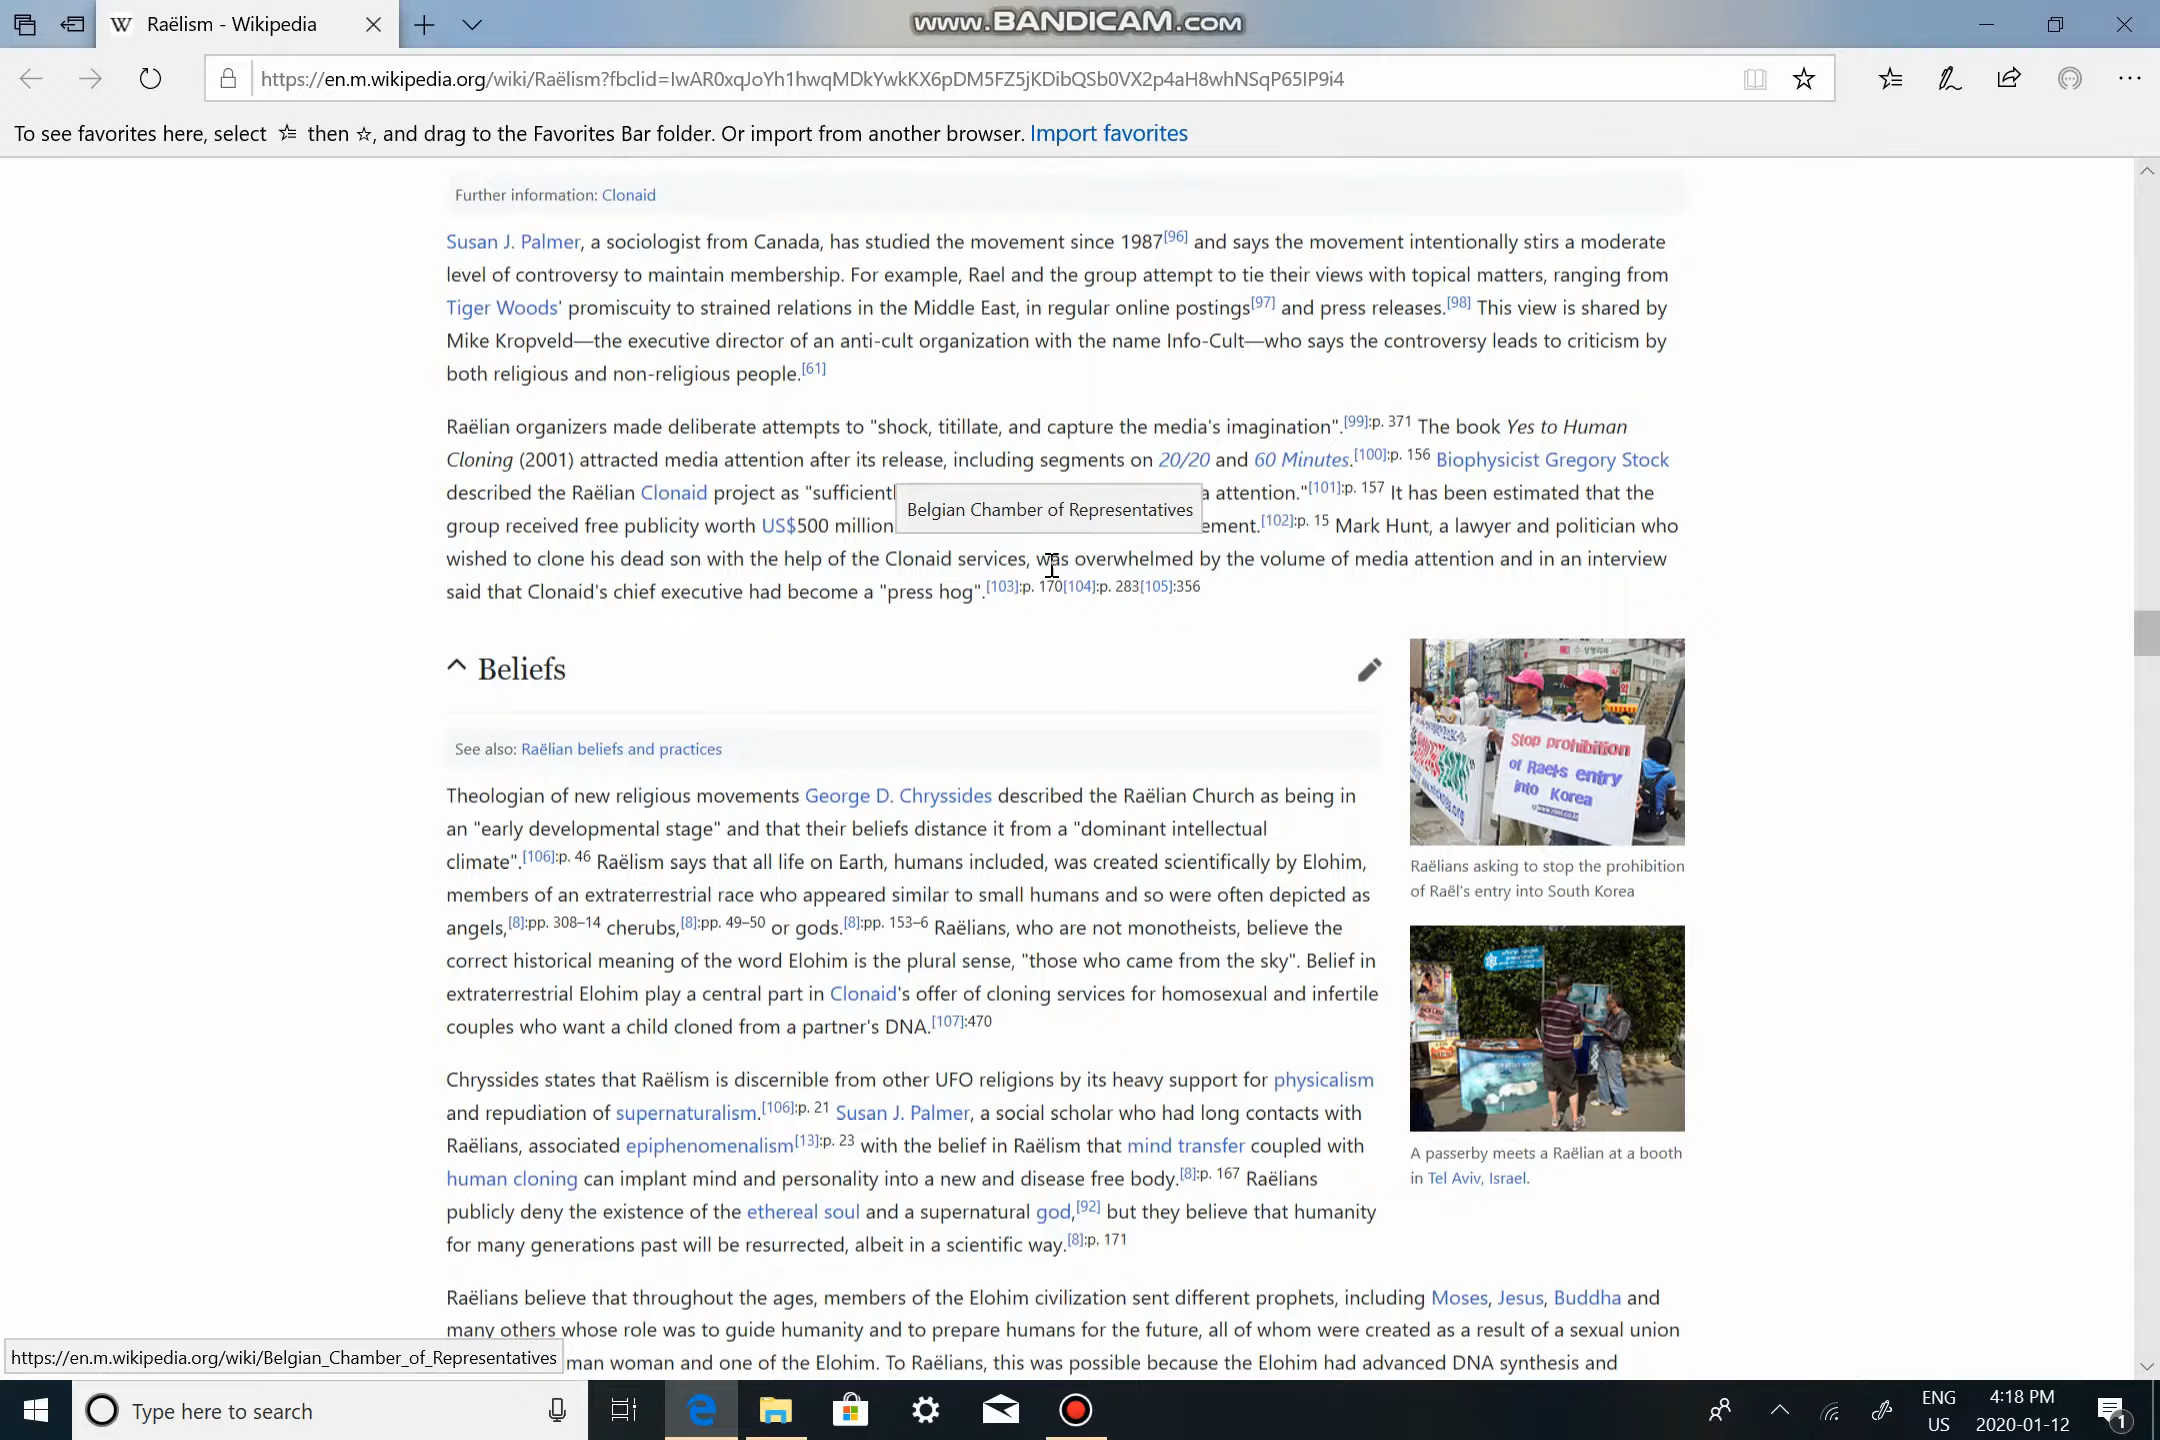 Raëlism - Wikipedia
www.BANDICAM.com
https://en.m.wikipedia.org/wiki/Raëlism?fbclid=IwAR0xqJoYh1hwqMDkYwkKX6pDM5FZ5jKDibQSb0VX2p4aH8whNSqP65IP9i4
To see favorites here, select then ☆, and drag to the Favorites Bar folder. Or import from another browser. Import favorites
Further information: Clonaid
Susan J. Palmer, a sociologist from Canada, has studied the movement since 1987[96] and says the movement intentionally stirs a moderate
level of controversy to maintain membership. For example, Rael and the group attempt to tie their views with topical matters, ranging from
Tiger Woods' promiscuity to strained relations in the Middle East, in regular online postings[97] and press releases.[98] This view is shared by
Mike Kropveld—the executive director of an anti-cult organization with the name Info-Cult—who says the controversy leads to criticism by
both religious and non-religious people.[61]
Raëlian organizers made deliberate attempts to "shock, titillate, and capture the media's imagination".[99]:p. 371 The book Yes to Human
Cloning (2001) attracted media attention after its release, including segments on 20/20 and 60 Minutes.[100]:p. 156 Biophysicist Gregory Stock
described the Raëlian Clonaid project as "sufficientl a attention."[101]:p. 157 It has been estimated that the
Belgian Chamber of Representatives
group received free publicity worth US$500 million ement.[102]:p. 15 Mark Hunt, a lawyer and politician who
wished to clone his dead son with the help of the Clonaid services, was overwhelmed by the volume of media attention and in an interview
said that Clonaid's chief executive had become a "press hog".[103]:p. 170[104]:p. 283[105]:356
Beliefs
See also: Raëlian beliefs and practices
Theologian of new religious movements George D. Chryssides described the Raëlian Church as being in
an "early developmental stage" and that their beliefs distance it from a "dominant intellectual
climate".[106]:p. 46 Raëlism says that all life on Earth, humans included, was created scientifically by Elohim,
members of an extraterrestrial race who appeared similar to small humans and so were often depicted as
angels,[8]:pp. 308–14 cherubs,[8]:pp. 49–50 or gods.[8]:pp. 153–6 Raëlians, who are not monotheists, believe the
correct historical meaning of the word Elohim is the plural sense, "those who came from the sky". Belief in
extraterrestrial Elohim play a central part in Clonaid's offer of cloning services for homosexual and infertile
couples who want a child cloned from a partner's DNA.[107]:470
Stop prohibition
of Rael's entry
into Korea
Raëlians asking to stop the prohibition
of Raël's entry into South Korea
A passerby meets a Raëlian at a booth
in Tel Aviv, Israel.
Chryssides states that Raëlism is discernible from other UFO religions by its heavy support for physicalism
and repudiation of supernaturalism.[106]:p. 21 Susan J. Palmer, a social scholar who had long contacts with
Raëlians, associated epiphenomenalism[13]:p. 23 with the belief in Raëlism that mind transfer coupled with
human cloning can implant mind and personality into a new and disease free body.[8]:p. 167 Raëlians
publicly deny the existence of the ethereal soul and a supernatural god,[92] but they believe that humanity
for many generations past will be resurrected, albeit in a scientific way.[8]:p. 171
Raëlians believe that throughout the ages, members of the Elohim civilization sent different prophets, including Moses, Jesus, Buddha and
many others whose role was to guide humanity and to prepare humans for the future, all of whom were created as a result of a sexual union
man woman and one of the Elohim. To Raëlians, this was possible because the Elohim had advanced DNA synthesis and
https://en.m.wikipedia.org/wiki/Belgian_Chamber_of_Representatives
Type here to search
ENG
US
4:18 PM
2020-01-12
1